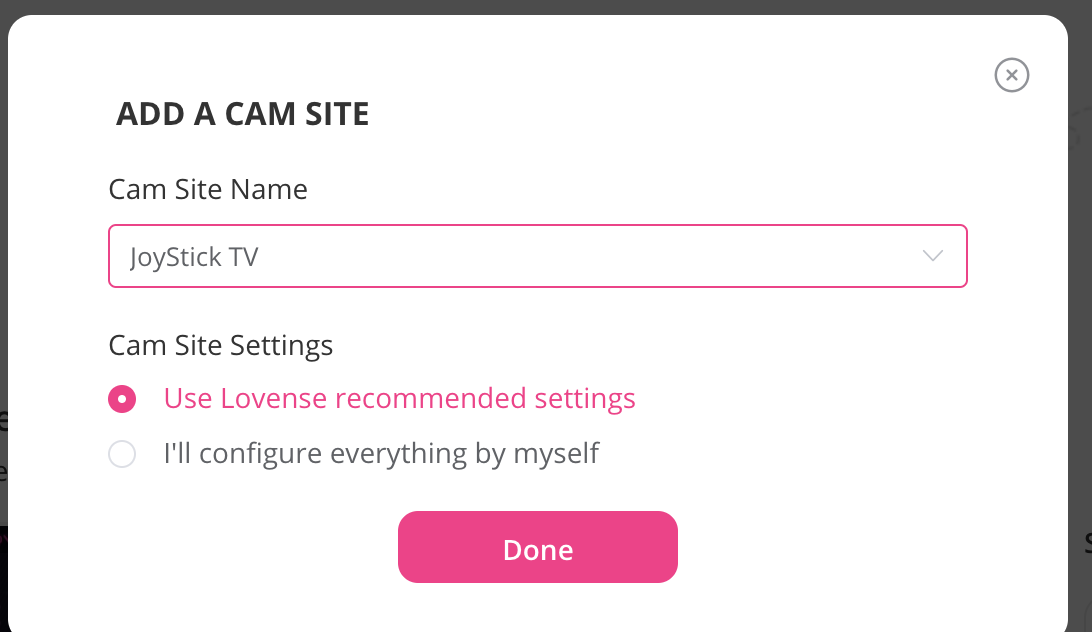 ADD A CAM SITE
Cam Site Name
JoyStick TV
Cam Site Settings
Use Lovense recommended settings
I'll configure everything by myself
Done